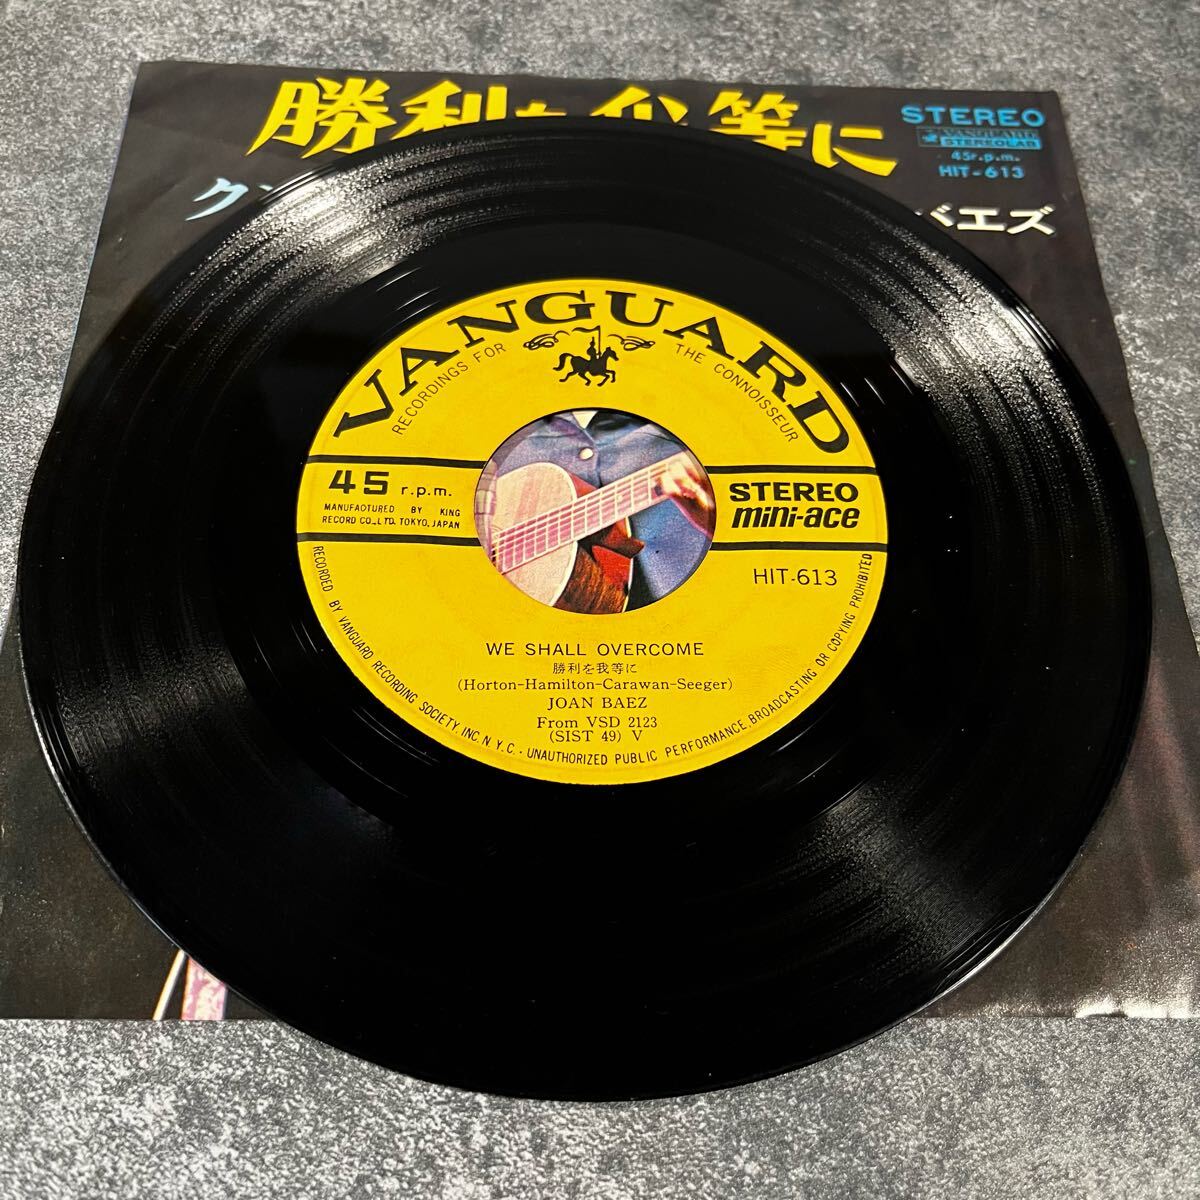 勝利を 等に
STEREO
VANGUARD
STEREOLAB
45r.p.m.
HIT-613
ク
バエズ
VANGUARD
RECORDINGS FOR THE CONNOISSEUR
45 r.p.m.
MANUFACTURED BY KING
RECORD CO.,LTD. TOKYO, JAPAN
STEREO
mini-ace
HIT-613
WE SHALL OVERCOME
勝利を我等に
(Horton-Hamilton-Carawan-Seeger)
JOAN BAEZ
From VSD 2123
(SIST 49) V
RECORDED BY VANGUARD RECORDING SOCIETY, INC. N.Y.C. - UNAUTHORIZED PUBLIC PERFORMANCE, BROADCASTING OR COPYING PROHIBITED